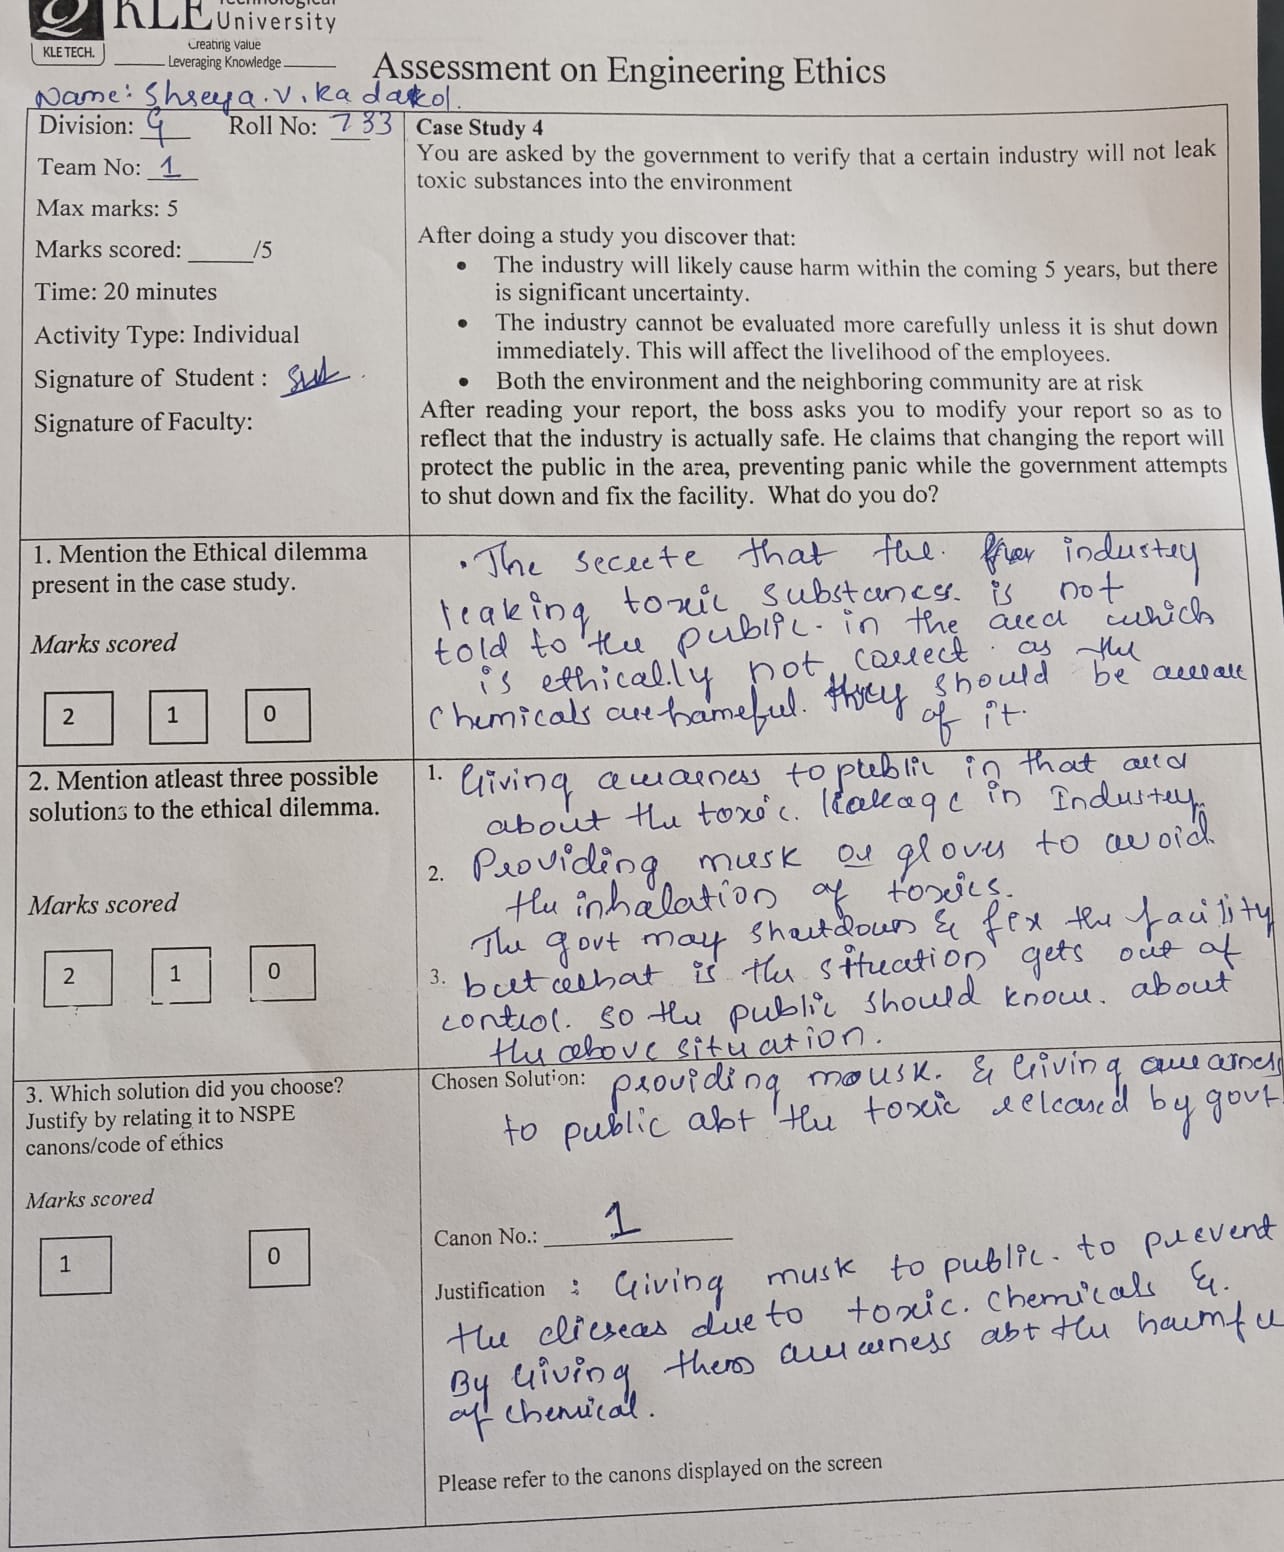 KLE
University
KLE TECH.
Creating Value
Leveraging Knowledge
Assessment on Engineering Ethics
Name: Shreya.V.Kadakol.
Division: G Roll No: 733
Team No: 1
Max marks: 5
Marks scored: ______/5
Time: 20 minutes
Activity Type: Individual
Signature of Student :
Signature of Faculty:
Case Study 4
You are asked by the government to verify that a certain industry will not leak
toxic substances into the environment
After doing a study you discover that:
• The industry will likely cause harm within the coming 5 years, but there
is significant uncertainty.
• The industry cannot be evaluated more carefully unless it is shut down
immediately. This will affect the livelihood of the employees.
• Both the environment and the neighboring community are at risk
After reading your report, the boss asks you to modify your report so as to
reflect that the industry is actually safe. He claims that changing the report will
protect the public in the area, preventing panic while the government attempts
to shut down and fix the facility. What do you do?
1. Mention the Ethical dilemma
present in the case study.
Marks scored
2 1 0
• The secrete that the industry
leaking toxic substances. is not
told to the public. in the area which
is ethically not correct. as the
chemicals are hameful. they should be aware
of it.
2. Mention atleast three possible
solutions to the ethical dilemma.
Marks scored
2 1 0
1. Giving awarness to public in that area
about the toxic. leakage in Industry.
2. Providing musk or gloves to avoid
the inhalation of toxics.
The govt may shautdown & fix the facility
3. but what is the situation gets out of
control. so the public should know. about
the above situation.
3. Which solution did you choose?
Justify by relating it to NSPE
canons/code of ethics
Marks scored
1 0
Chosen Solution: providing mousk. & Giving awearness
to public abt the toxic released by govt
Canon No.: 1
Justification : Giving musk to public. to prevent
the dieseas due to toxic. chemicals &.
By Giving them awarness abt the harmfu
of chemical.
Please refer to the canons displayed on the screen